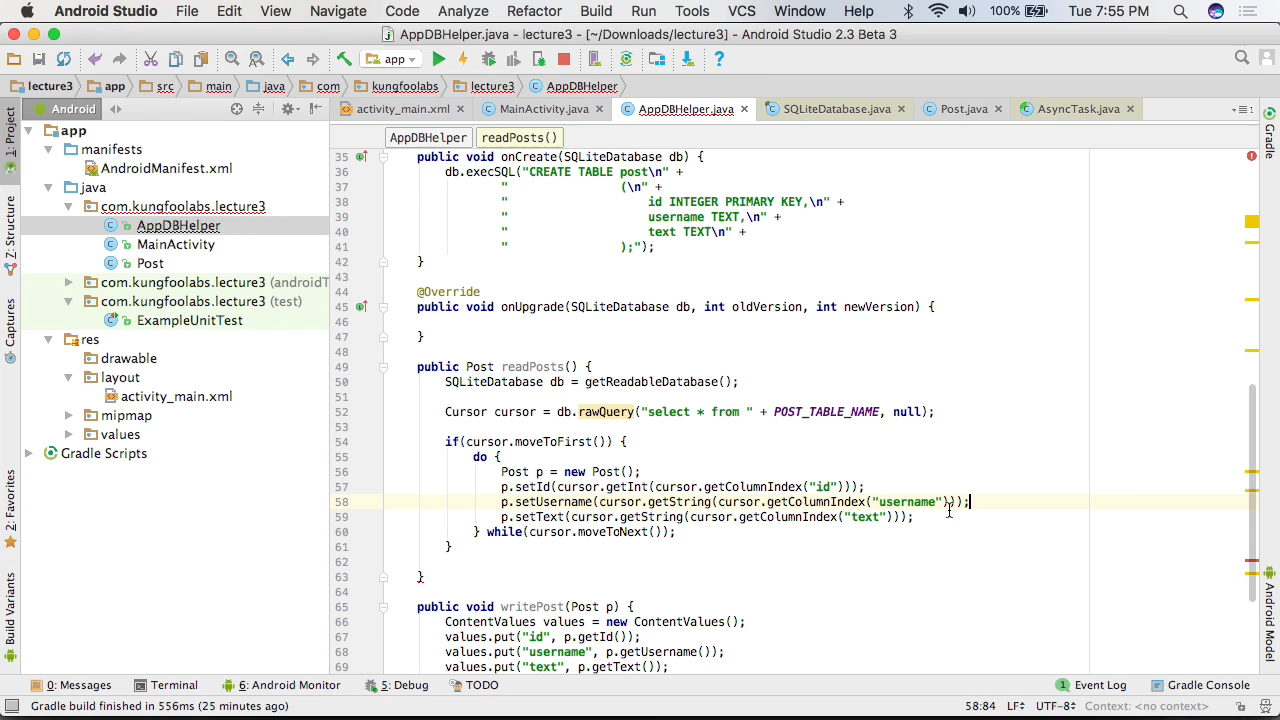 Android Studio File Edit View Navigate Code Analyze Refactor Build Run Tools VCS Window Help 100% Tue 7:55 PM
AppDBHelper.java - lecture3 - [~/Downloads/lecture3] - Android Studio 2.3 Beta 3
app
lecture3 app src main java com kungfoolabs lecture3 AppDBHelper
Android
activity_main.xml MainActivity.java AppDBHelper.java SQLiteDatabase.java Post.java AsyncTask.java
AppDBHelper readPosts()
1: Project
Z: Structure
Captures
2: Favorites
Build Variants
app
manifests
AndroidManifest.xml
java
com.kungfoolabs.lecture3
AppDBHelper
MainActivity
Post
com.kungfoolabs.lecture3 (androidT
com.kungfoolabs.lecture3 (test)
ExampleUnitTest
res
drawable
layout
activity_main.xml
mipmap
values
Gradle Scripts
35 public void onCreate(SQLiteDatabase db) {
36 db.execSQL("CREATE TABLE post\n" +
37 " (\n" +
38 " id INTEGER PRIMARY KEY,\n" +
39 " username TEXT,\n" +
40 " text TEXT\n" +
41 " );");
42 }
43
44 @Override
45 public void onUpgrade(SQLiteDatabase db, int oldVersion, int newVersion) {
46
47 }
48
49 public Post readPosts() {
50 SQLiteDatabase db = getReadableDatabase();
51
52 Cursor cursor = db.rawQuery("select * from " + POST_TABLE_NAME, null);
53
54 if(cursor.moveToFirst()) {
55 do {
56 Post p = new Post();
57 p.setId(cursor.getInt(cursor.getColumnIndex("id")));
58 p.setUsername(cursor.getString(cursor.getColumnIndex("username")));
59 p.setText(cursor.getString(cursor.getColumnIndex("text")));
60 } while(cursor.moveToNext());
61 }
62
63 }
64
65 public void writePost(Post p) {
66 ContentValues values = new ContentValues();
67 values.put("id", p.getId());
68 values.put("username", p.getUsername());
69 values.put("text", p.getText());
Gradle
Android Model
0: Messages Terminal 6: Android Monitor 5: Debug TODO 1 Event Log Gradle Console
Gradle build finished in 556ms (25 minutes ago) 58:84 LF UTF-8 Context: <no context>